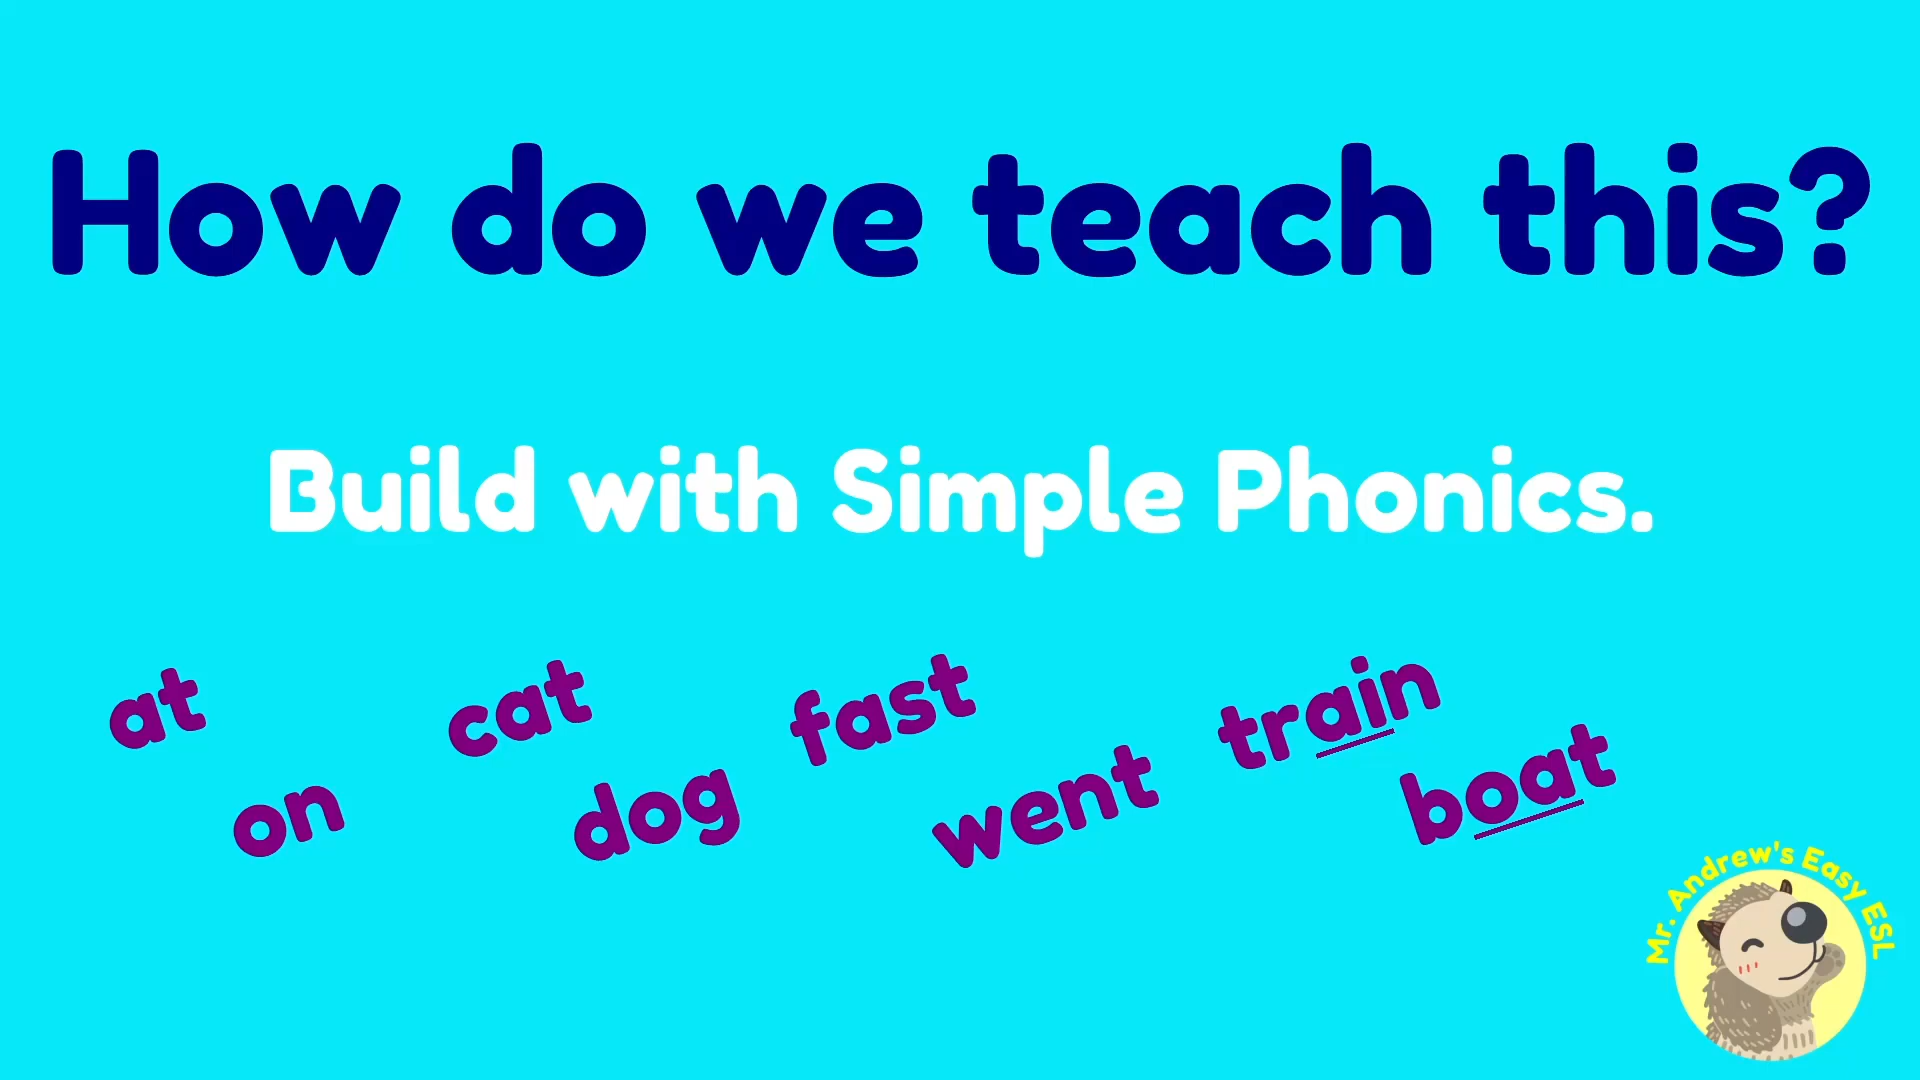 How do we teach this?
Build with Simple Phonics.
at cat fast train
on dog went boat
Mr. Andrew's Easy ESL